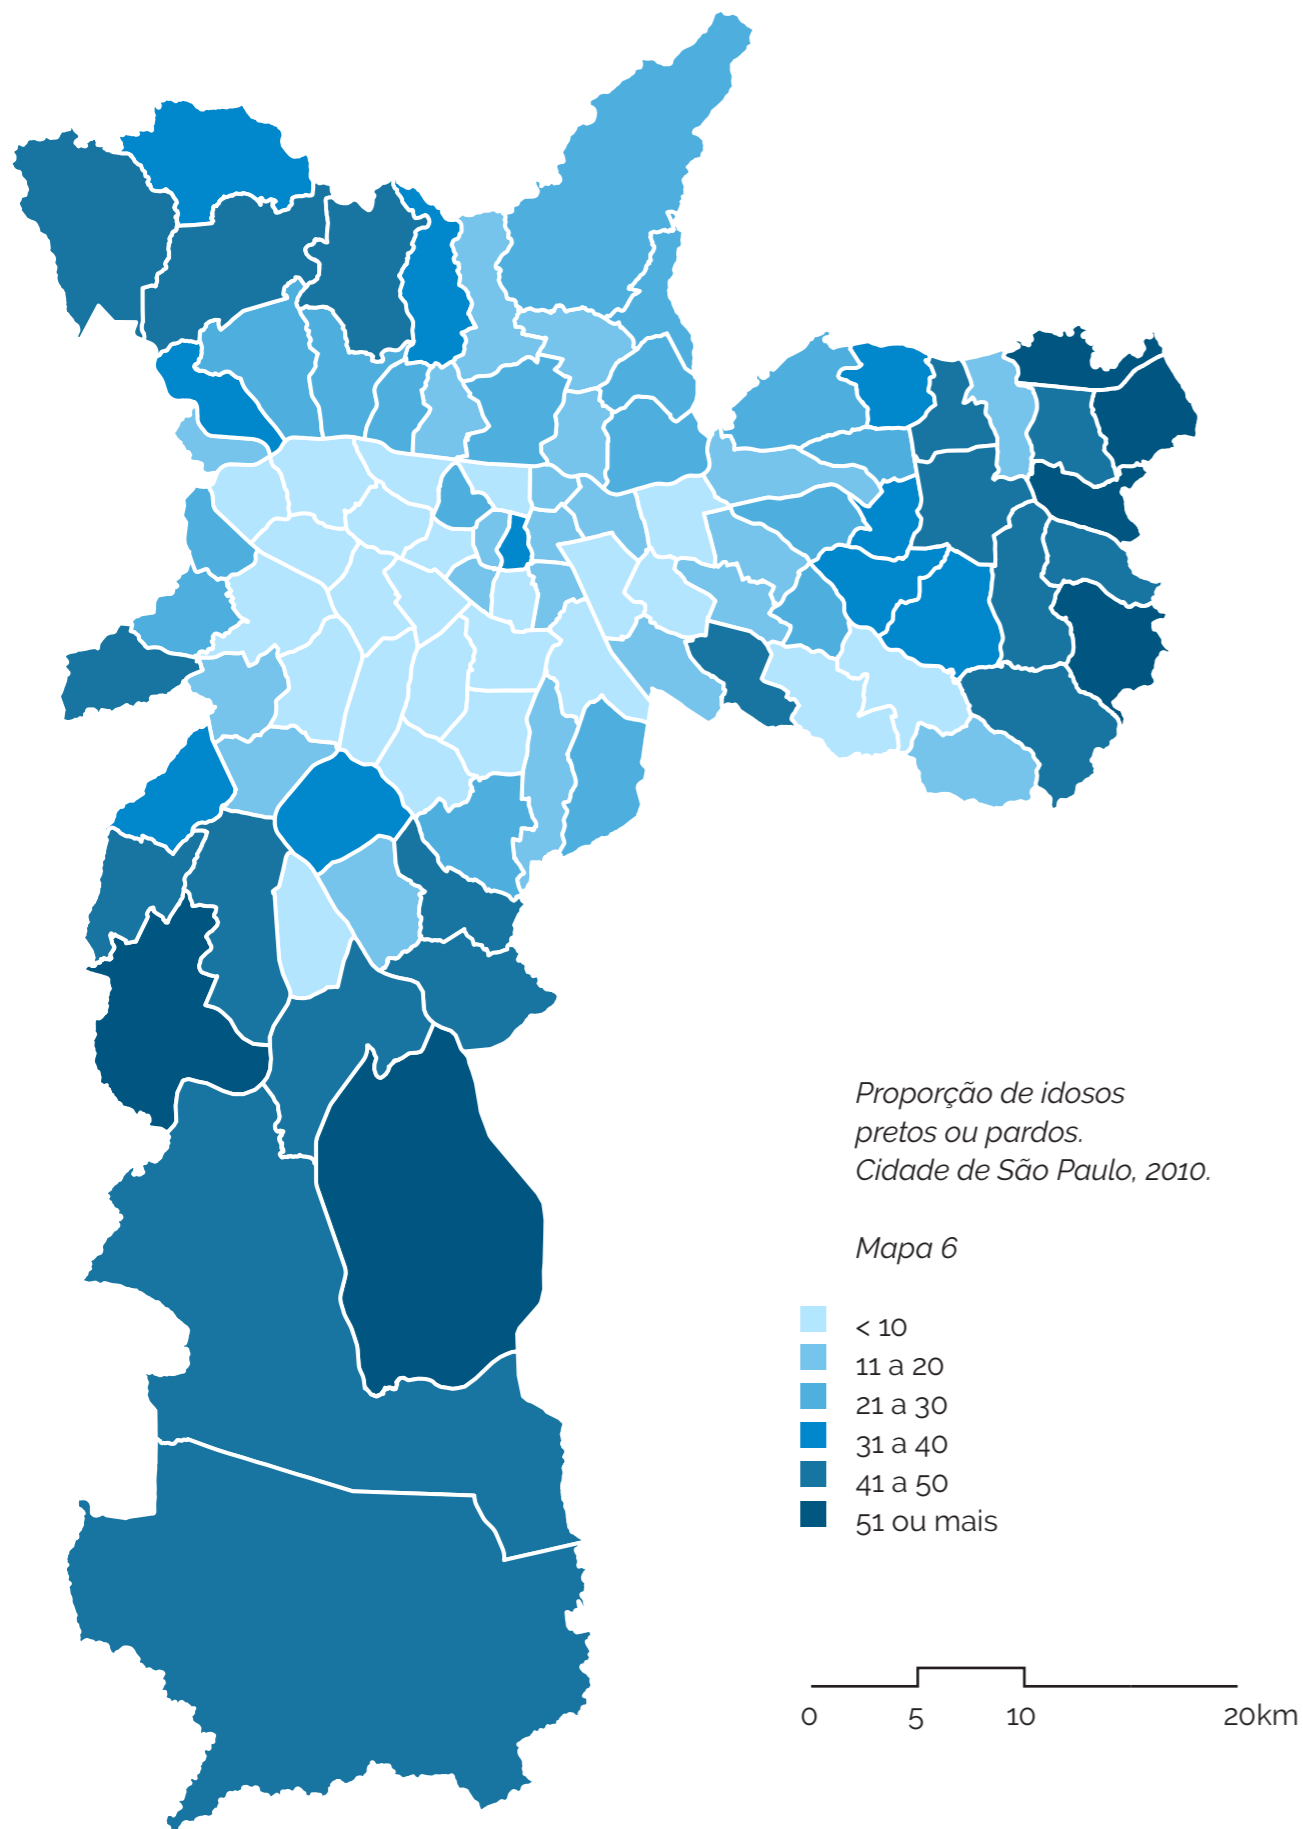 Proporção de idosos
pretos ou pardos.
Cidade de São Paulo, 2010.
Mapa 6
< 10
11 a 20
21 a 30
31 a 40
41 a 50
51 ou mais
0 5 10 20km